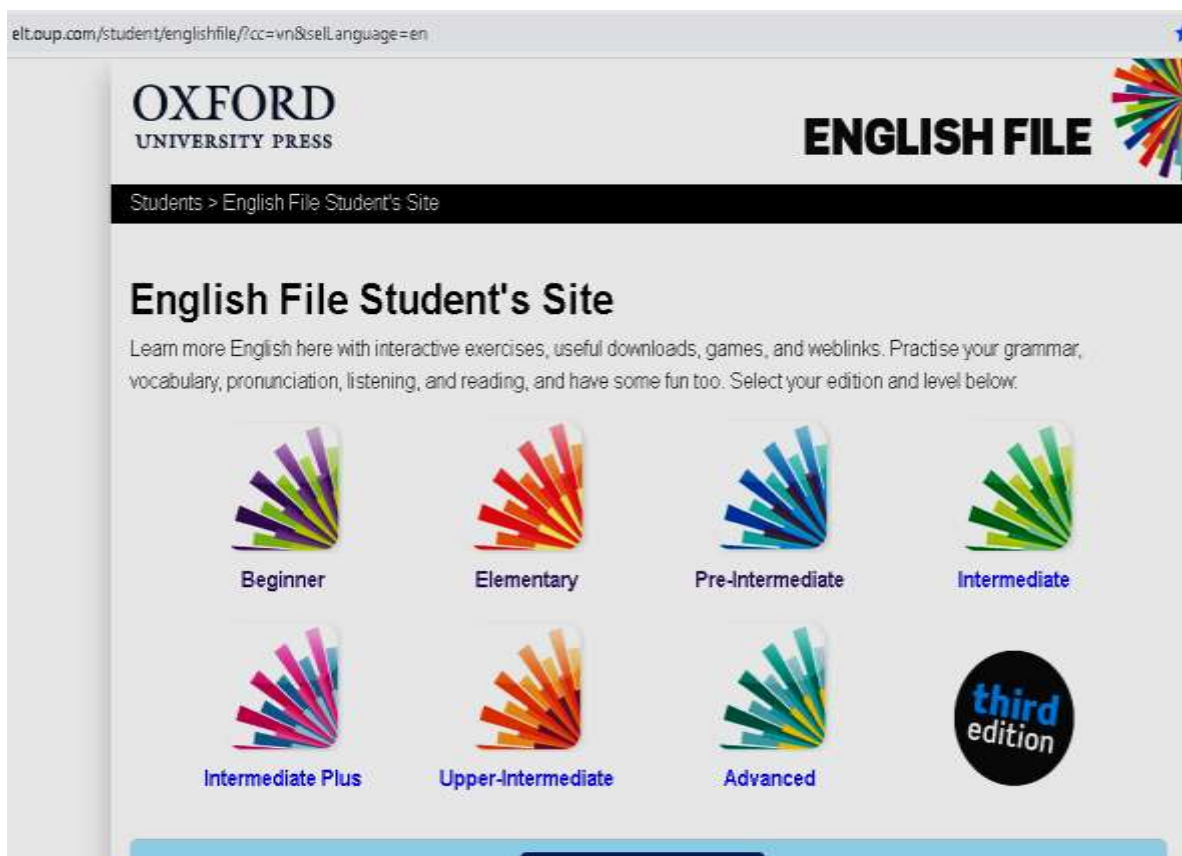 elt.oup.com/student/englishfile/?cc=vn&selLanguage=en
OXFORD
UNIVERSITY PRESS
ENGLISH FILE
Students > English File Student's Site
English File Student's Site
Learn more English here with interactive exercises, useful downloads, games, and weblinks. Practise your grammar,
vocabulary, pronunciation, listening, and reading, and have some fun too. Select your edition and level below.
Beginner
Elementary
Pre-Intermediate
Intermediate
Intermediate Plus
Upper-Intermediate
Advanced
third
edition